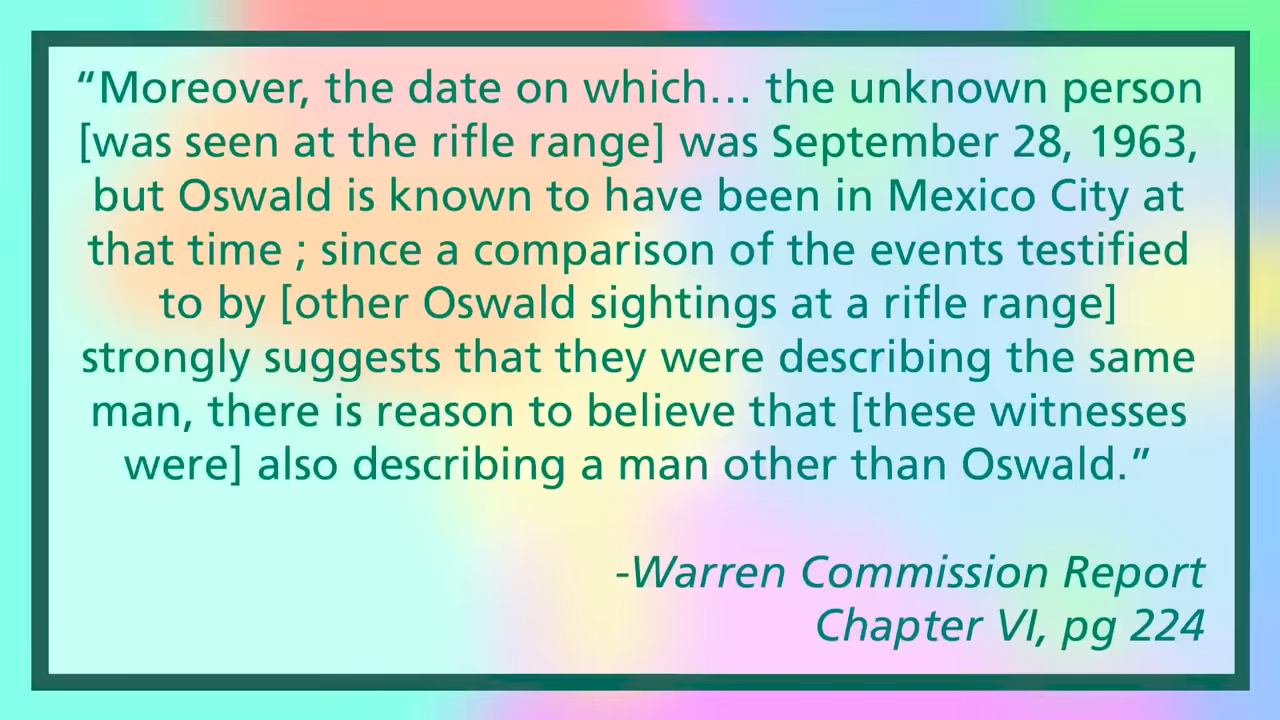 “Moreover, the date on which… the unknown person
[was seen at the rifle range] was September 28, 1963,
but Oswald is known to have been in Mexico City at
that time ; since a comparison of the events testified
to by [other Oswald sightings at a rifle range]
strongly suggests that they were describing the same
man, there is reason to believe that [these witnesses
were] also describing a man other than Oswald.”
-Warren Commission Report
Chapter VI, pg 224